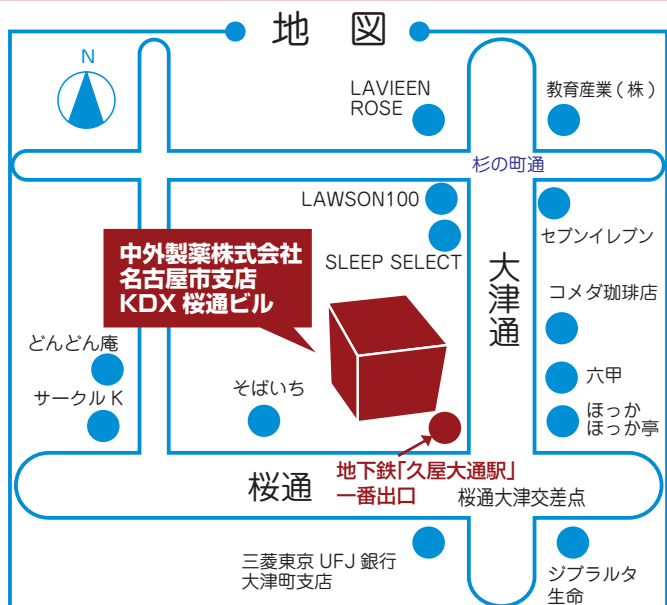 地 図
N
LAVIEEN
ROSE
教育産業(株)
杉の町通
LAWSON100
セブンイレブン
SLEEP SELECT
中外製薬株式会社
名古屋市支店
KDX 桜通ビル
大津通
コメダ珈琲店
どんどん庵
サークル K
そばいち
六甲
ほっか
ほっか亭
地下鉄「久屋大通駅」
一番出口
桜通
桜通大津交差点
三菱東京 UFJ 銀行
大津町支店
ジブラルタ
生命